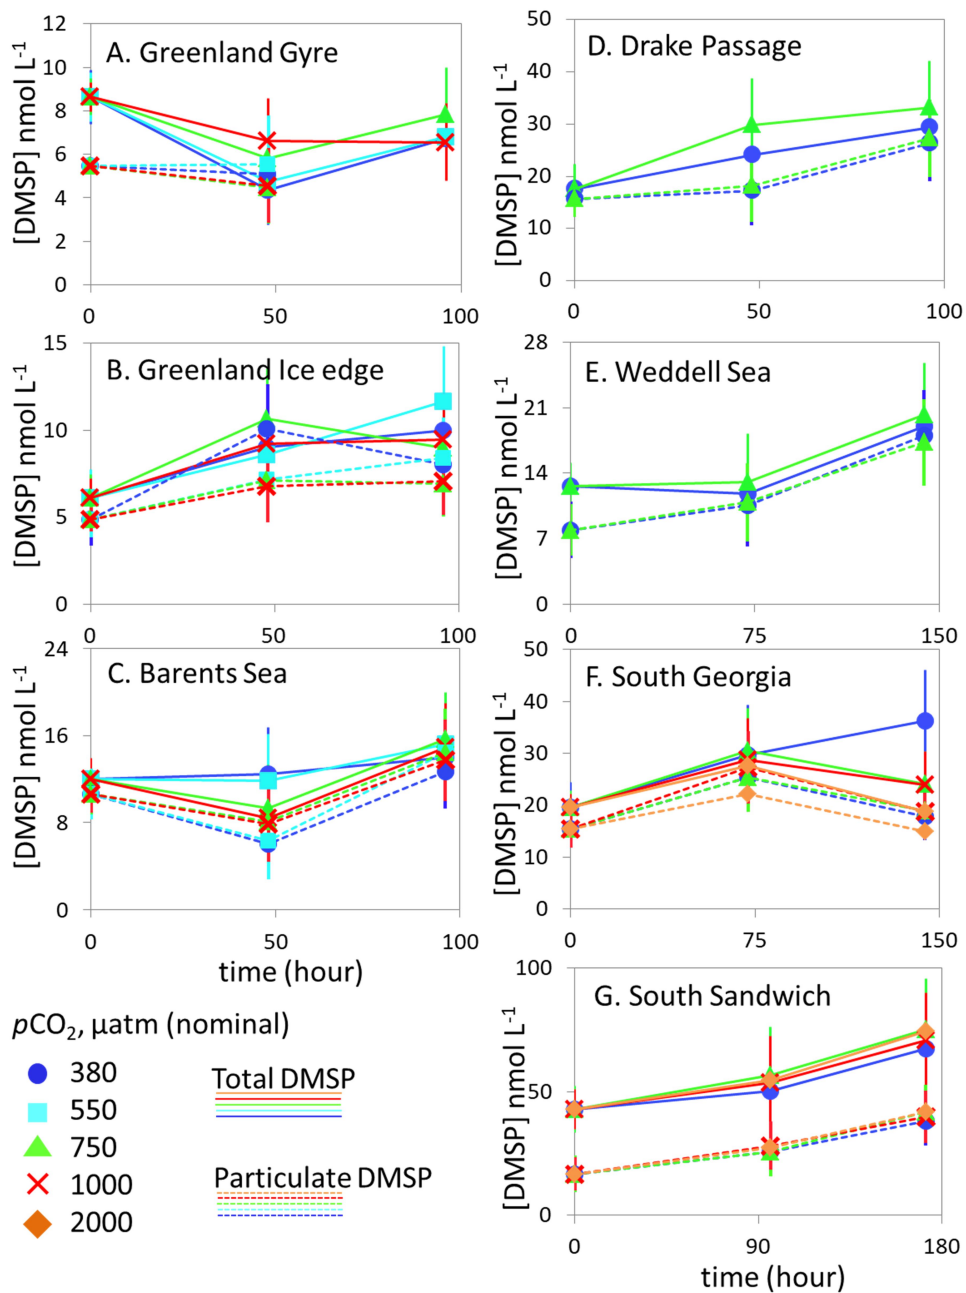 A. Greenland Gyre
[DMSP] nmol L-1
12
10
8
6
4
2
0
0 50 100
B. Greenland Ice edge
[DMSP] nmol L-1
15
10
5
0
0 50 100
C. Barents Sea
[DMSP] nmol L-1
24
16
8
0
0 50 100
time (hour)
D. Drake Passage
[DMSP] nmol L-1
50
40
30
20
10
0
0 50 100
E. Weddell Sea
[DMSP] nmol L-1
28
21
14
7
0
0 75 150
F. South Georgia
[DMSP] nmol L-1
50
40
30
20
10
0
0 75 150
G. South Sandwich
[DMSP] nmol L-1
100
50
0
0 90 180
time (hour)
pCO2, µatm (nominal)
380
550
750
1000
2000
Total DMSP
Particulate DMSP